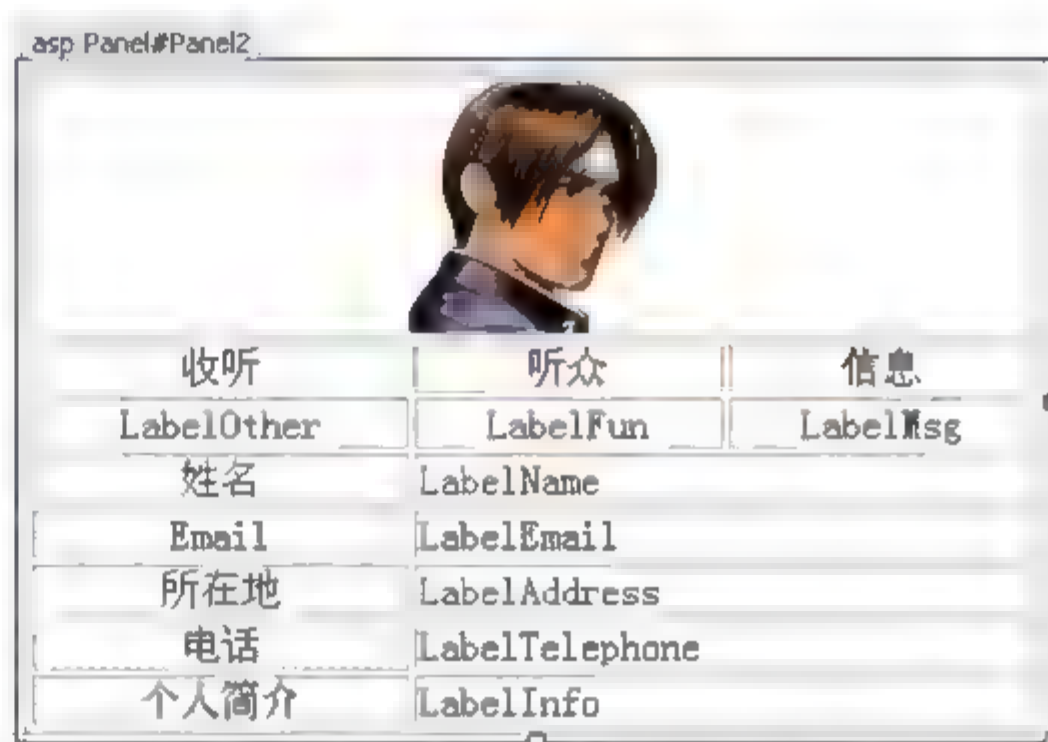 asp Panel#Panel2
收听 听众 信息
LabelOther LabelFun LabelMsg
姓名 LabelName
Email LabelEmail
所在地 LabelAddress
电话 LabelTelephone
个人简介 LabelInfo